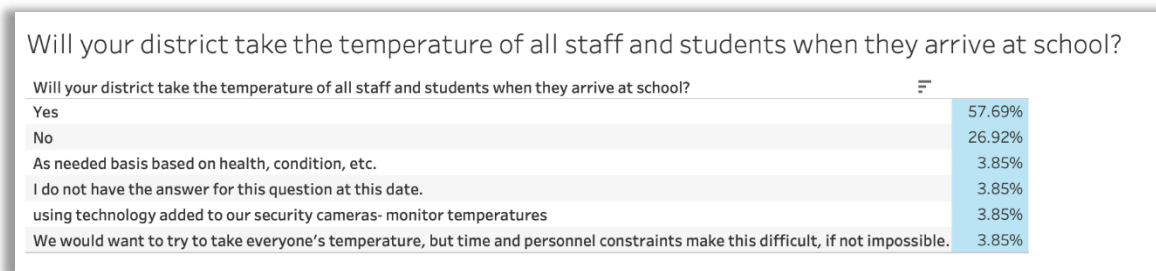 Will your district take the temperature of all staff and students when they arrive at school?
Will your district take the temperature of all staff and students when they arrive at school?
Yes 57.69%
No 26.92%
As needed basis based on health, condition, etc. 3.85%
I do not have the answer for this question at this date. 3.85%
using technology added to our security cameras- monitor temperatures 3.85%
We would want to try to take everyone’s temperature, but time and personnel constraints make this difficult, if not impossible. 3.85%